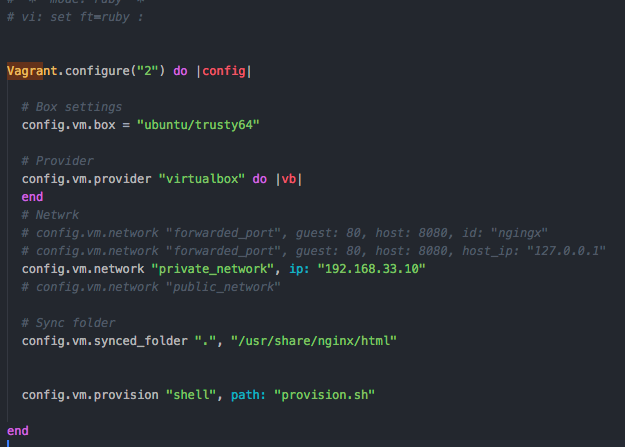 # vi: set ft=ruby :
Vagrant.configure("2") do |config|
# Box settings
config.vm.box = "ubuntu/trusty64"
# Provider
config.vm.provider "virtualbox" do |vb|
end
# Netwrk
# config.vm.network "forwarded_port", guest: 80, host: 8080, id: "ngingx"
# config.vm.network "forwarded_port", guest: 80, host: 8080, host_ip: "127.0.0.1"
config.vm.network "private_network", ip: "192.168.33.10"
# config.vm.network "public_network"
# Sync folder
config.vm.synced_folder ".", "/usr/share/nginx/html"
config.vm.provision "shell", path: "provision.sh"
end